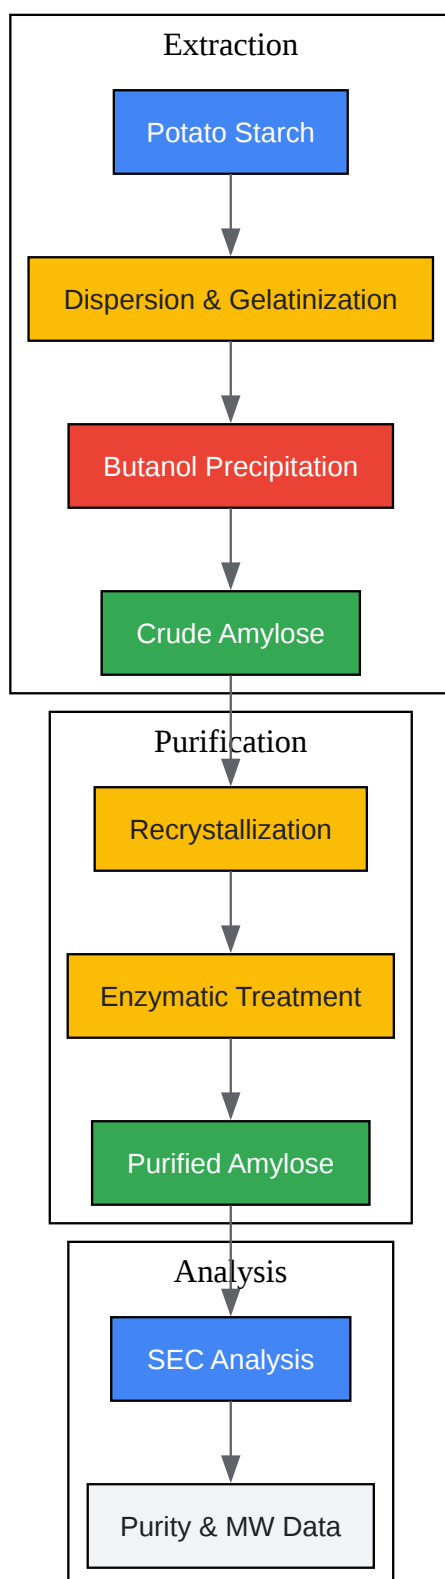 Extraction
Potato Starch
Dispersion & Gelatinization
Butanol Precipitation
Crude Amylose
Purification
Recrystallization
Enzymatic Treatment
Purified Amylose
Analysis
SEC Analysis
Purity & MW Data